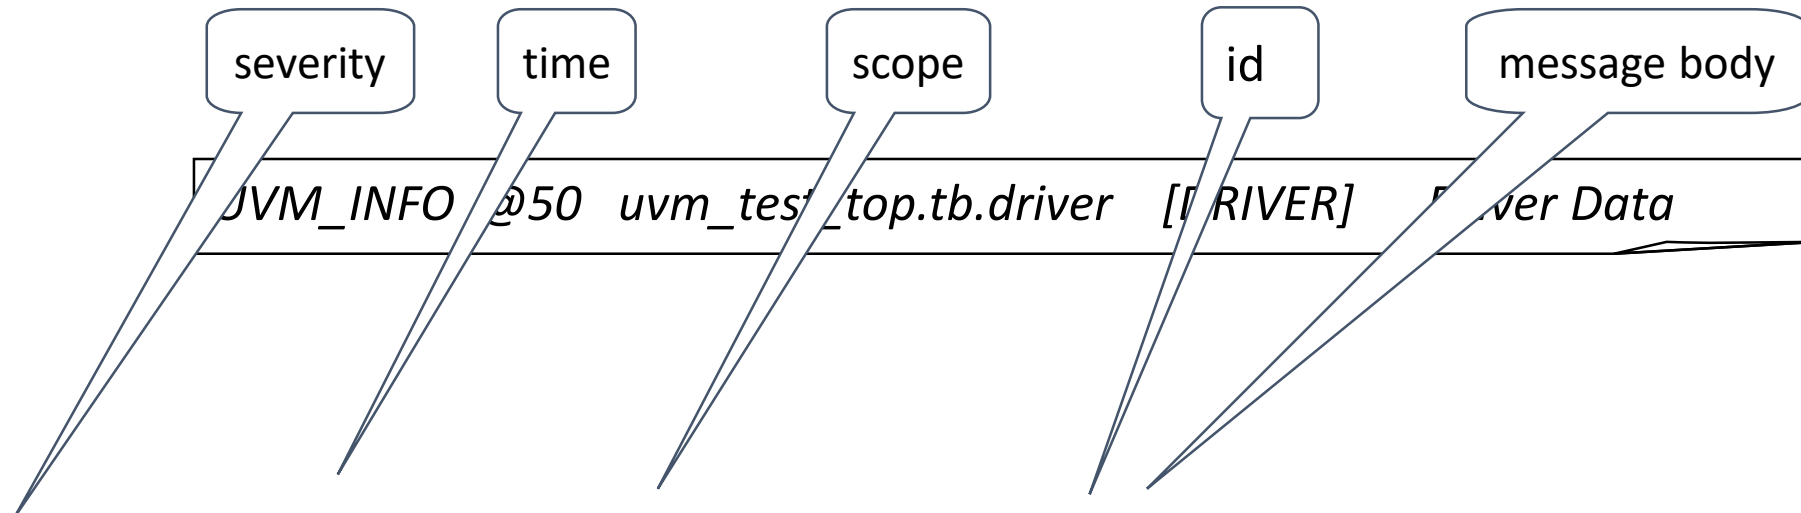 severity time scope id message body
UVM_INFO @50 uvm_test_top.tb.driver [DRIVER] Data